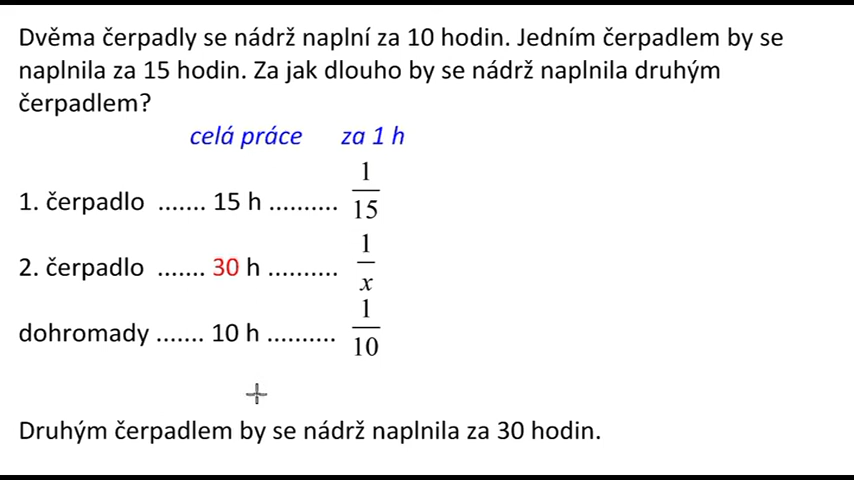 Dvěma čerpadly se nádrž naplní za 10 hodin. Jedním čerpadlem by se
naplnila za 15 hodin. Za jak dlouho by se nádrž naplnila druhým
čerpadlem?
celá práce za 1 h
1. čerpadlo ....... 15 h .......... 1/15
2. čerpadlo ....... 30 h .......... 1/x
dohromady ....... 10 h .......... 1/10
Druhým čerpadlem by se nádrž naplnila za 30 hodin.